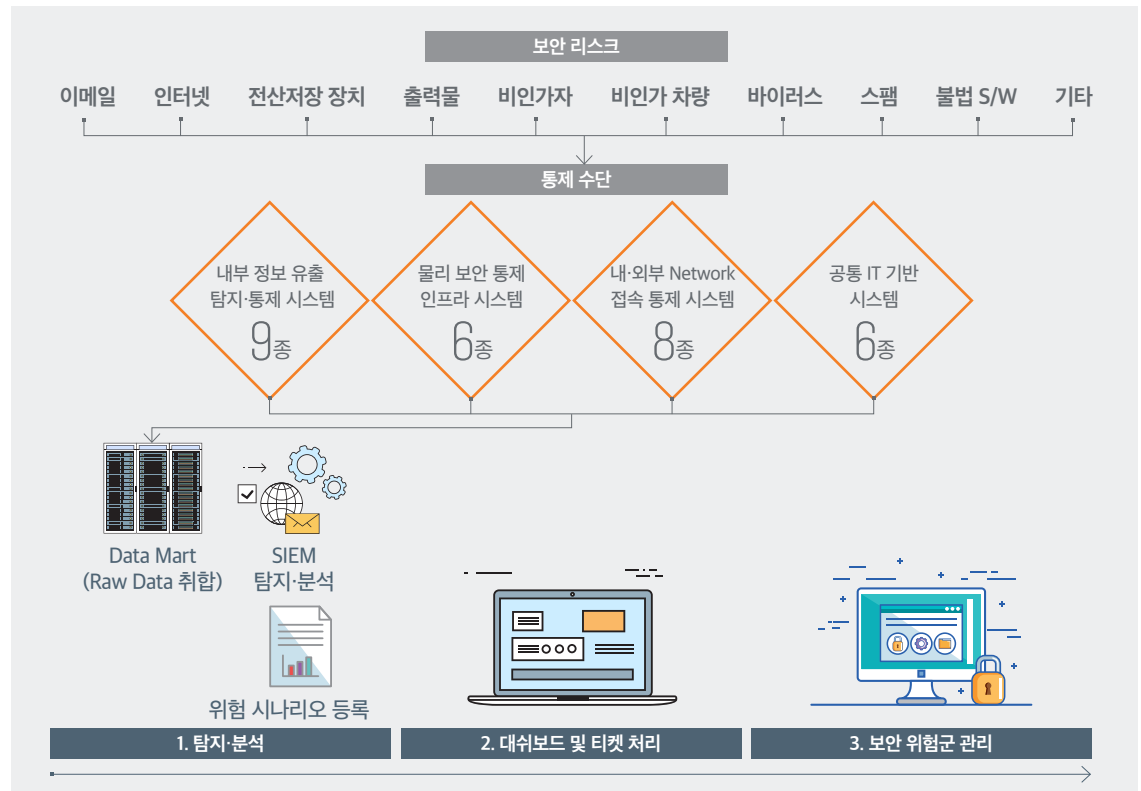 보안 리스크
이메일 인터넷 전산저장 장치 출력물 비인가자 비인가 차량 바이러스 스팸 불법 S/W 기타
통제 수단
내부 정보 유출
탐지·통제 시스템
9종
물리 보안 통제
인프라 시스템
6종
내·외부 Network
접속 통제 시스템
8종
공통 IT 기반
시스템
6종
Data Mart
(Raw Data 취합)
SIEM
탐지·분석
위험 시나리오 등록
1. 탐지·분석
2. 대쉬보드 및 티켓 처리
3. 보안 위험군 관리